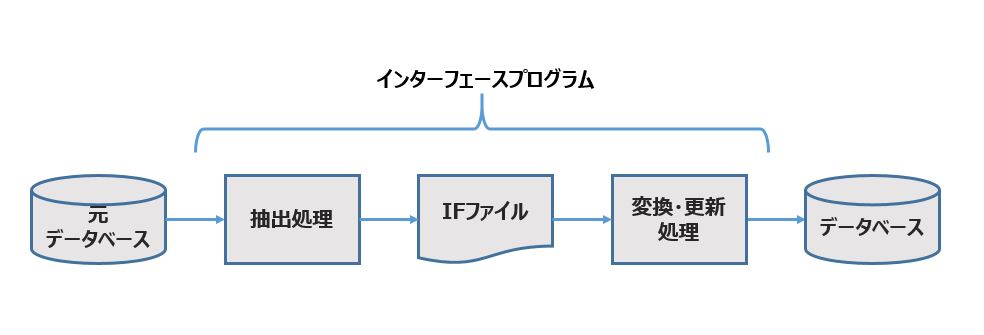 インターフェースプログラム
元
データベース
抽出処理
IFファイル
変換・更新
処理
データベース